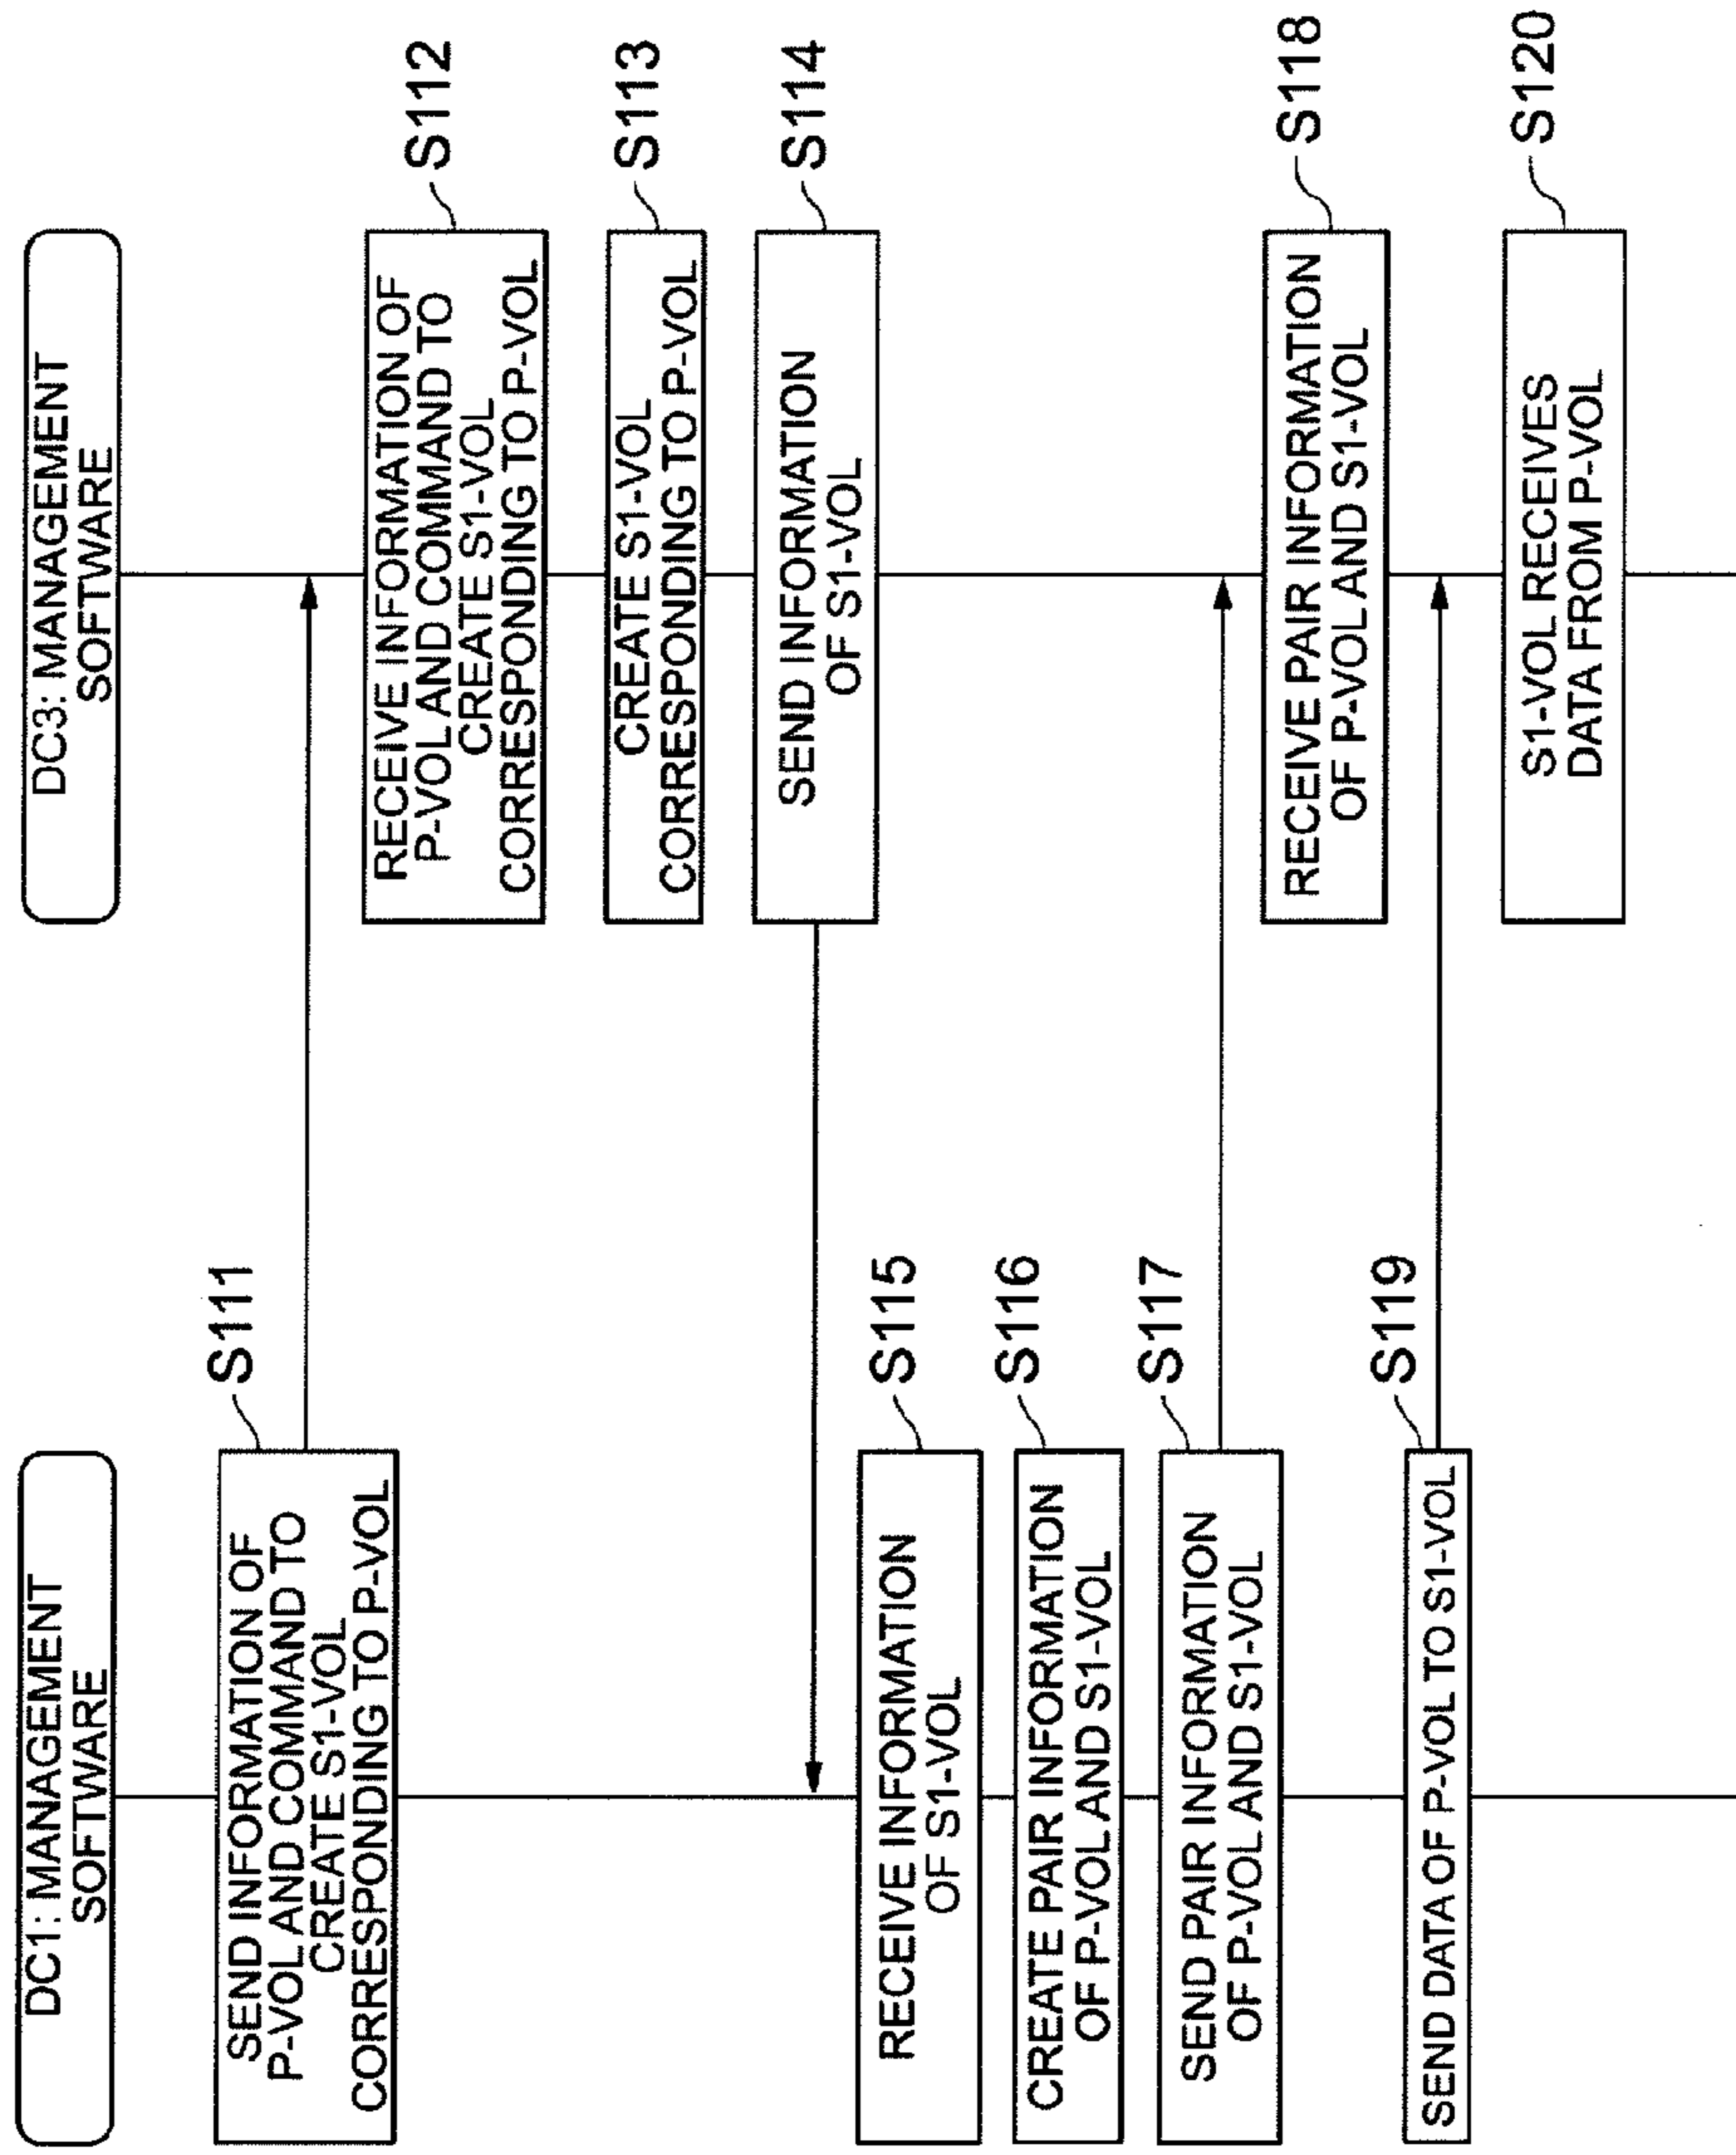 DC1: MANAGEMENT
SOFTWARE
DC3: MANAGEMENT
SOFTWARE
S111
SEND INFORMATION OF
P-VOL AND COMMAND TO
CREATE S1-VOL
CORRESPONDING TO P-VOL
S112
RECEIVE INFORMATION OF
P-VOL AND COMMAND TO
CREATE S1-VOL
CORRESPONDING TO P-VOL
S113
CREATE S1-VOL
CORRESPONDING TO P-VOL
S114
SEND INFORMATION
OF S1-VOL
S115
RECEIVE INFORMATION
OF S1-VOL
S116
CREATE PAIR INFORMATION
OF P-VOL AND S1-VOL
S117
SEND PAIR INFORMATION
OF P-VOL AND S1-VOL
S118
RECEIVE PAIR INFORMATION
OF P-VOL AND S1-VOL
S119
SEND DATA OF P-VOL TO S1-VOL
S120
S1-VOL RECEIVES
DATA FROM P-VOL